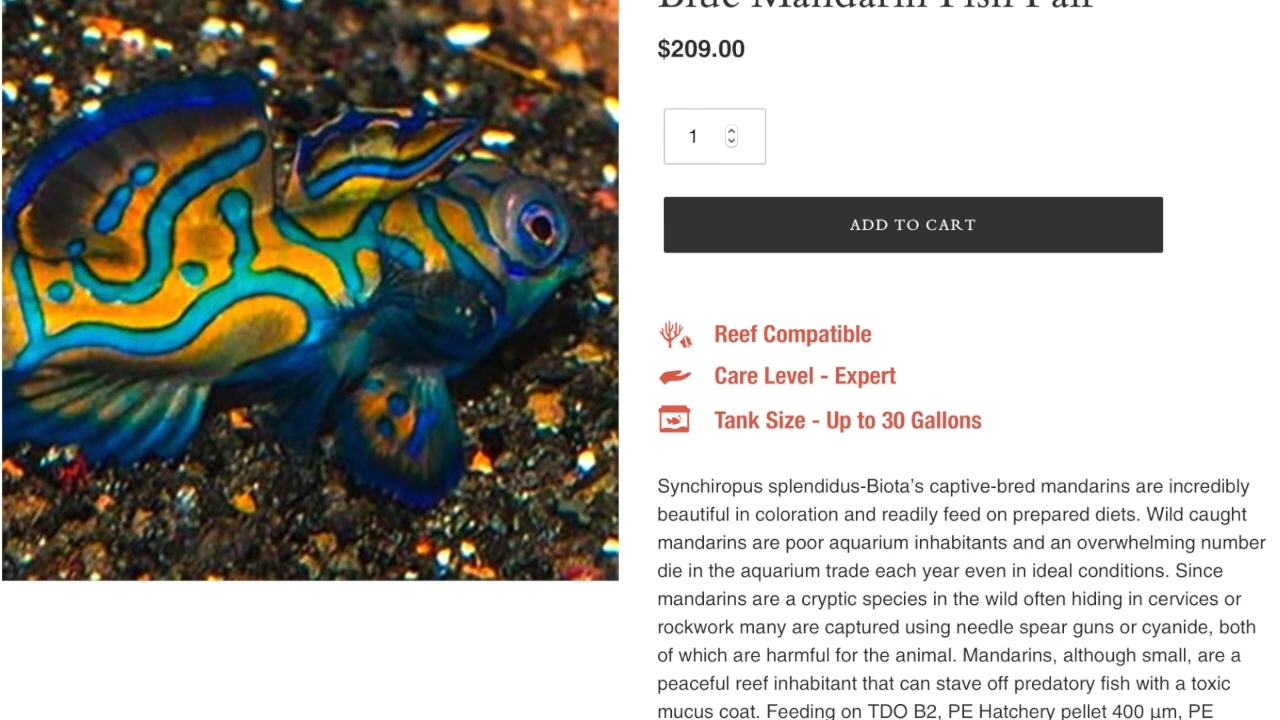 Blue Mandarin Fish Pair
$209.00
1
ADD TO CART
Reef Compatible
Care Level - Expert
Tank Size - Up to 30 Gallons
Synchiropus splendidus-Biota’s captive-bred mandarins are incredibly
beautiful in coloration and readily feed on prepared diets. Wild caught
mandarins are poor aquarium inhabitants and an overwhelming number
die in the aquarium trade each year even in ideal conditions. Since
mandarins are a cryptic species in the wild often hiding in cervices or
rockwork many are captured using needle spear guns or cyanide, both
of which are harmful for the animal. Mandarins, although small, are a
peaceful reef inhabitant that can stave off predatory fish with a toxic
mucus coat. Feeding on TDO B2, PE Hatchery pellet 400 µm, PE